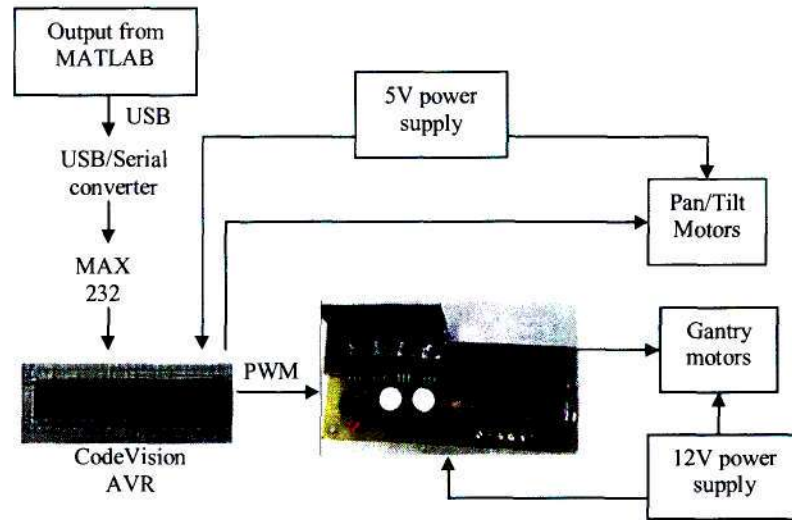 Output from
MATLAB
USB
USB/Serial
converter
MAX
232
5V power
supply
Pan/Tilt
Motors
Gantry
motors
PWM
CodeVision
AVR
12V power
supply